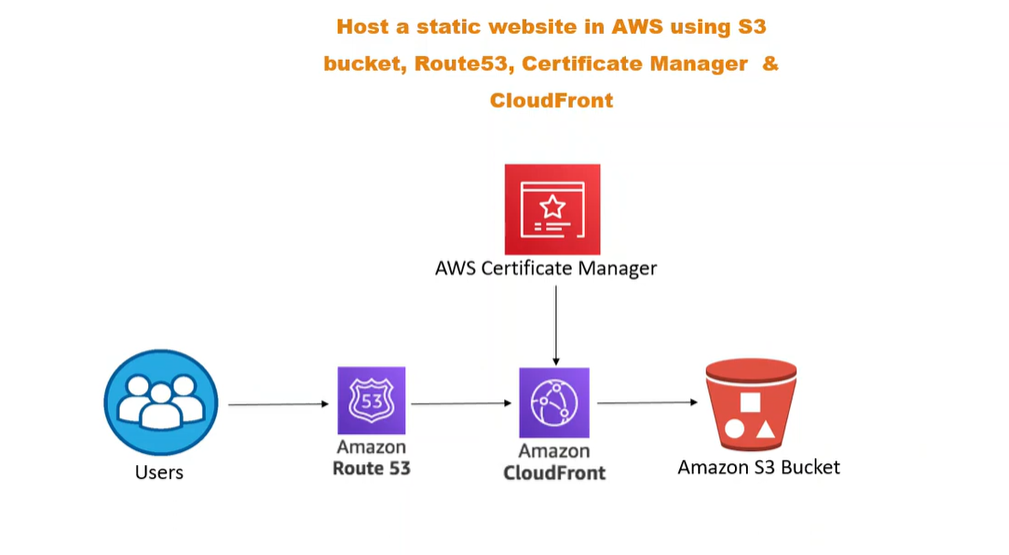 Host a static website in AWS using S3
bucket, Route53, Certificate Manager &
CloudFront
AWS Certificate Manager
53
Users
Amazon
Route 53
Amazon
CloudFront
Amazon S3 Bucket